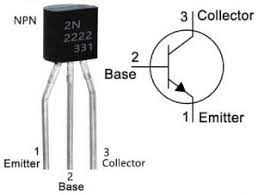 NPN
2N
2222
331
1
Emitter
2
Base
3
Collector
3 Collector
2
Base
1
Emitter